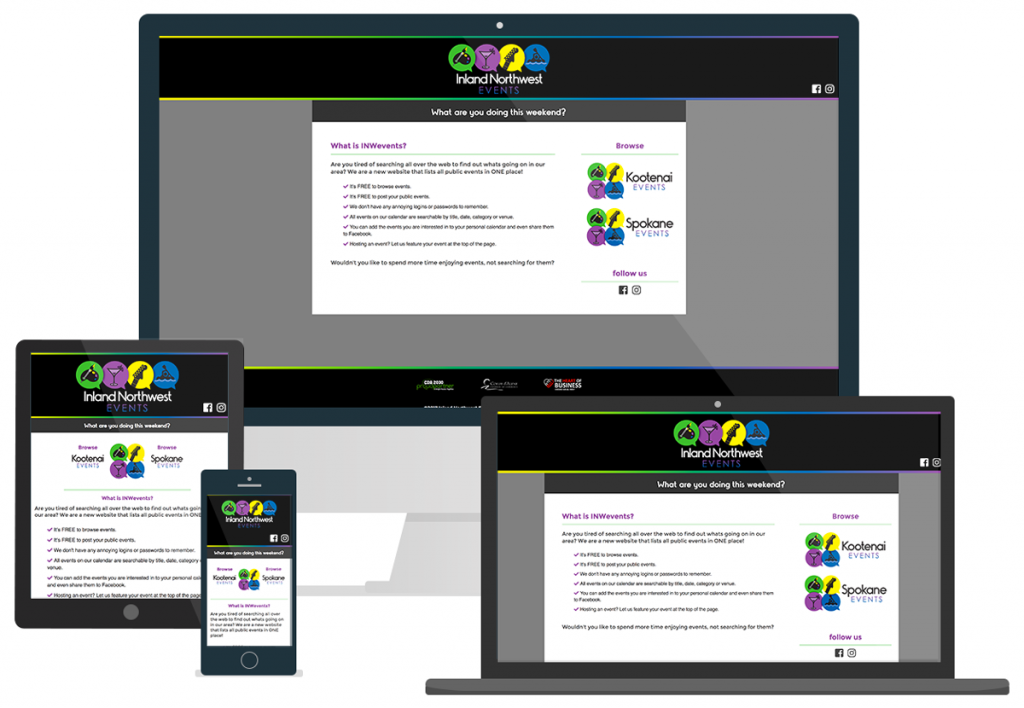 Inland Northwest
EVENTS
What are you doing this weekend?
What is INWevents?
Are you tired of searching all over the web to find out whats going on in our
area? We are a new website that lists all public events in ONE place!
It's FREE to browse events.
It's FREE to post your public events.
We don't have any annoying logins or passwords to remember.
All events on our calendar are searchable by title, date, category or venue.
You can add the events you are interested in to your personal calendar and even share them
to Facebook.
Hosting an event? Let us feature your event at the top of the page.
Wouldn't you like to spend more time enjoying events, not searching for them?
Browse
Kootenai
EVENTS
Spokane
EVENTS
follow us
THE HEART OF
BUSINESS
Inland Northwest
EVENTS
What are you doing this weekend?
Browse
Kootenai
EVENTS
Browse
Spokane
EVENTS
What is INWevents?
Are you tired of searching all over the web to find out whats going
on in our area? We are a new website that lists all public events in ONE
It's FREE to browse events.
It's FREE to post your public events.
We don't have any annoying logins or passwords to remember.
All events on our calendar are searchable by title, date, category
venue.
You can add the events you are interested in to your personal
and even share them to Facebook.
Hosting an event? Let us feature your event at the top of the page.
Inland Northwest
EVENTS
What are you doing this weekend?
Browse
Kootenai
EVENTS
Browse
Spokane
EVENTS
What is INWevents?
Are you tired of searching all over
the web to find out whats going on
in our area? We are a new website
that lists all public events in ONE
place!
Inland Northwest
EVENTS
What are you doing this weekend?
What is INWevents?
Are you tired of searching all over the web to find out whats going on in our
area? We are a new website that lists all public events in ONE place!
It's FREE to browse events.
It's FREE to post your public events.
We don't have any annoying logins or passwords to remember.
All events on our calendar are searchable by title, date, category or venue.
You can add the events you are interested in to your personal calendar and even share them
to Facebook.
Hosting an event? Let us feature your event at the top of the page.
Wouldn't you like to spend more time enjoying events, not searching for them?
Browse
Kootenai
EVENTS
Spokane
EVENTS
follow us